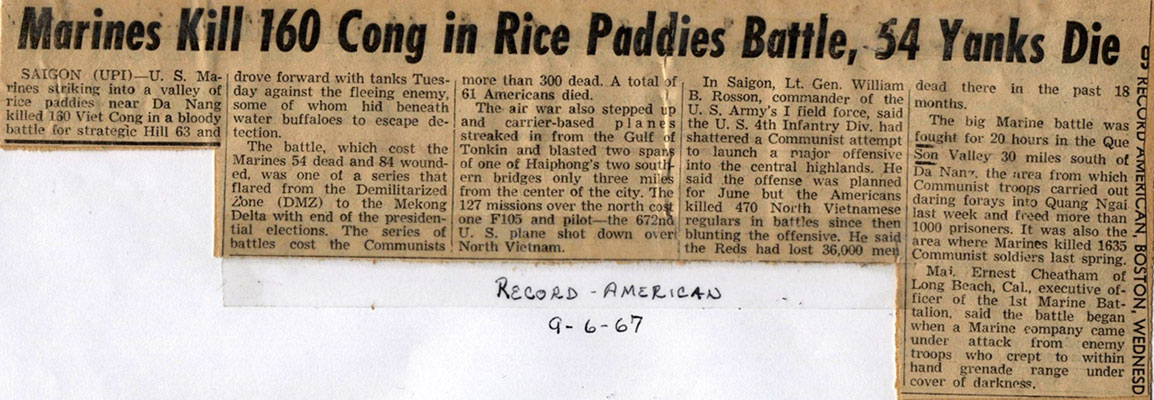 Marines Kill 160 Cong in Rice Paddies Battle, 54 Yanks Die
SAIGON (UPI)—U. S. Ma-
rines striking into a valley of
rice paddies near Da Nang
killed 160 Viet Cong in a bloody
battle for strategic Hill 63 and
drove forward with tanks Tues-
day against the fleeing enemy,
some of whom hid beneath
water buffaloes to escape de-
tection.
The battle, which cost the
Marines 54 dead and 84 wound-
ed, was one of a series that
flared from the Demilitarized
Zone (DMZ) to the Mekong
Delta with end of the presiden-
tial elections. The series of
battles cost the Communists
more than 300 dead. A total of
61 Americans died.
The air war also stepped up
and carrier-based planes
streaked in from the Gulf of
Tonkin and blasted two spans
of one of Haiphong's two south-
ern bridges only three miles
from the center of the city. The
127 missions over the north cost
one F105 and pilot—the 672nd
U. S. plane shot down over
North Vietnam.
In Saigon, Lt. Gen. William
B. Rosson, commander of the
U. S. Army's I field force, said
the U. S. 4th Infantry Div. had
shattered a Communist attempt
to launch a major offensive
into the central highlands. He
said the offense was planned
for June but the Americans
killed 470 North Vietnamese
regulars in battles since then
blunting the offensive. He said
the Reds had lost 36,000 men
dead there in the past 18
months.
The big Marine battle was
fought for 20 hours in the Que
Son Valley 30 miles south of
Da Nang, the area from which
Communist troops carried out
daring forays into Quang Ngai
last week and freed more than
1000 prisoners. It was also the
area where Marines killed 1635
Communist soldiers last spring.
Maj. Ernest Cheatham of
Long Beach, Cal., executive of-
ficer of the 1st Marine Bat-
talion, said the battle began
when a Marine company came
under attack from enemy
troops who crept to within
hand grenade range under
cover of darkness.
RECORD AMERICAN, BOSTON, WEDNESD
RECORD - AMERICAN
9-6-67